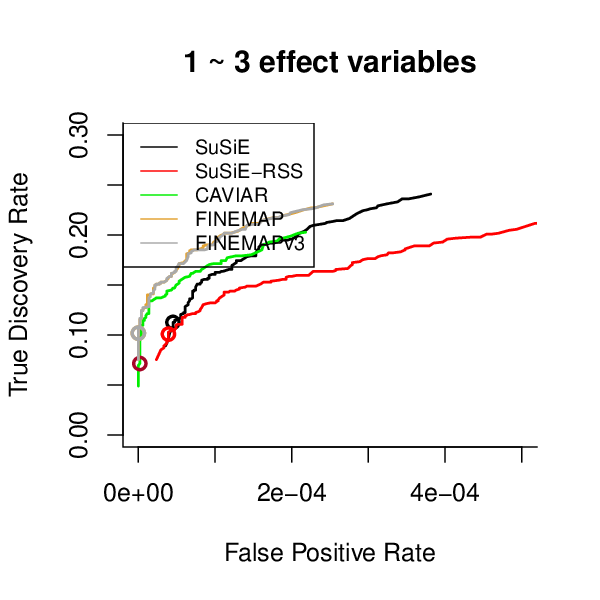 1 ~ 3 effect variables
SuSiE
SuSiE−RSS
CAVIAR
FINEMAP
FINEMAPv3
True Discovery Rate
0.30
0.20
0.10
0.00
0e+00 2e−04 4e−04
False Positive Rate